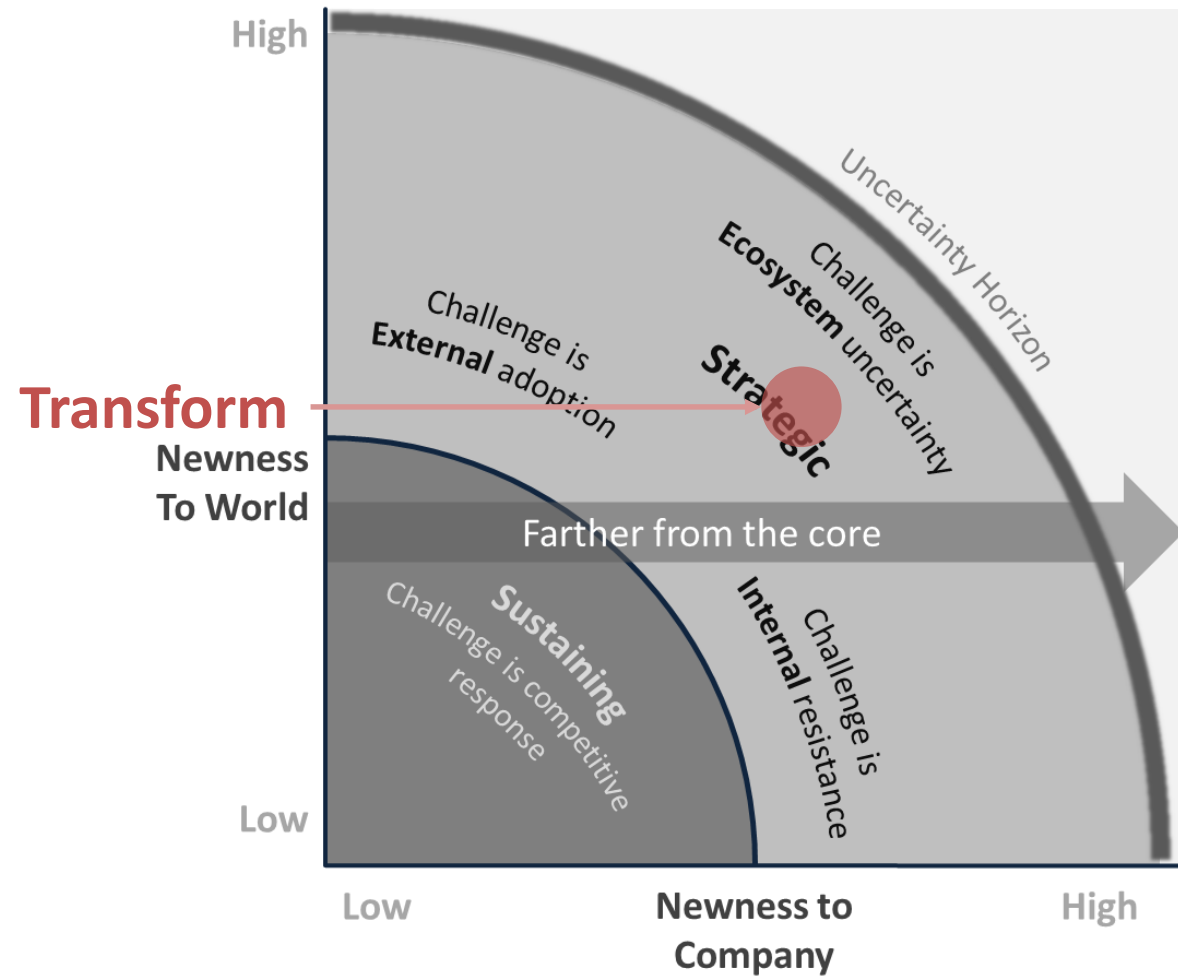 High
Uncertainty Horizon
Challenge is
Ecosystem uncertainty
Challenge is
External adoption
Strategic
Transform
Newness
To World
Farther from the core
Sustaining
Challenge is competitive
response
Challenge is
Internal resistance
Low
Low
Newness to
Company
High